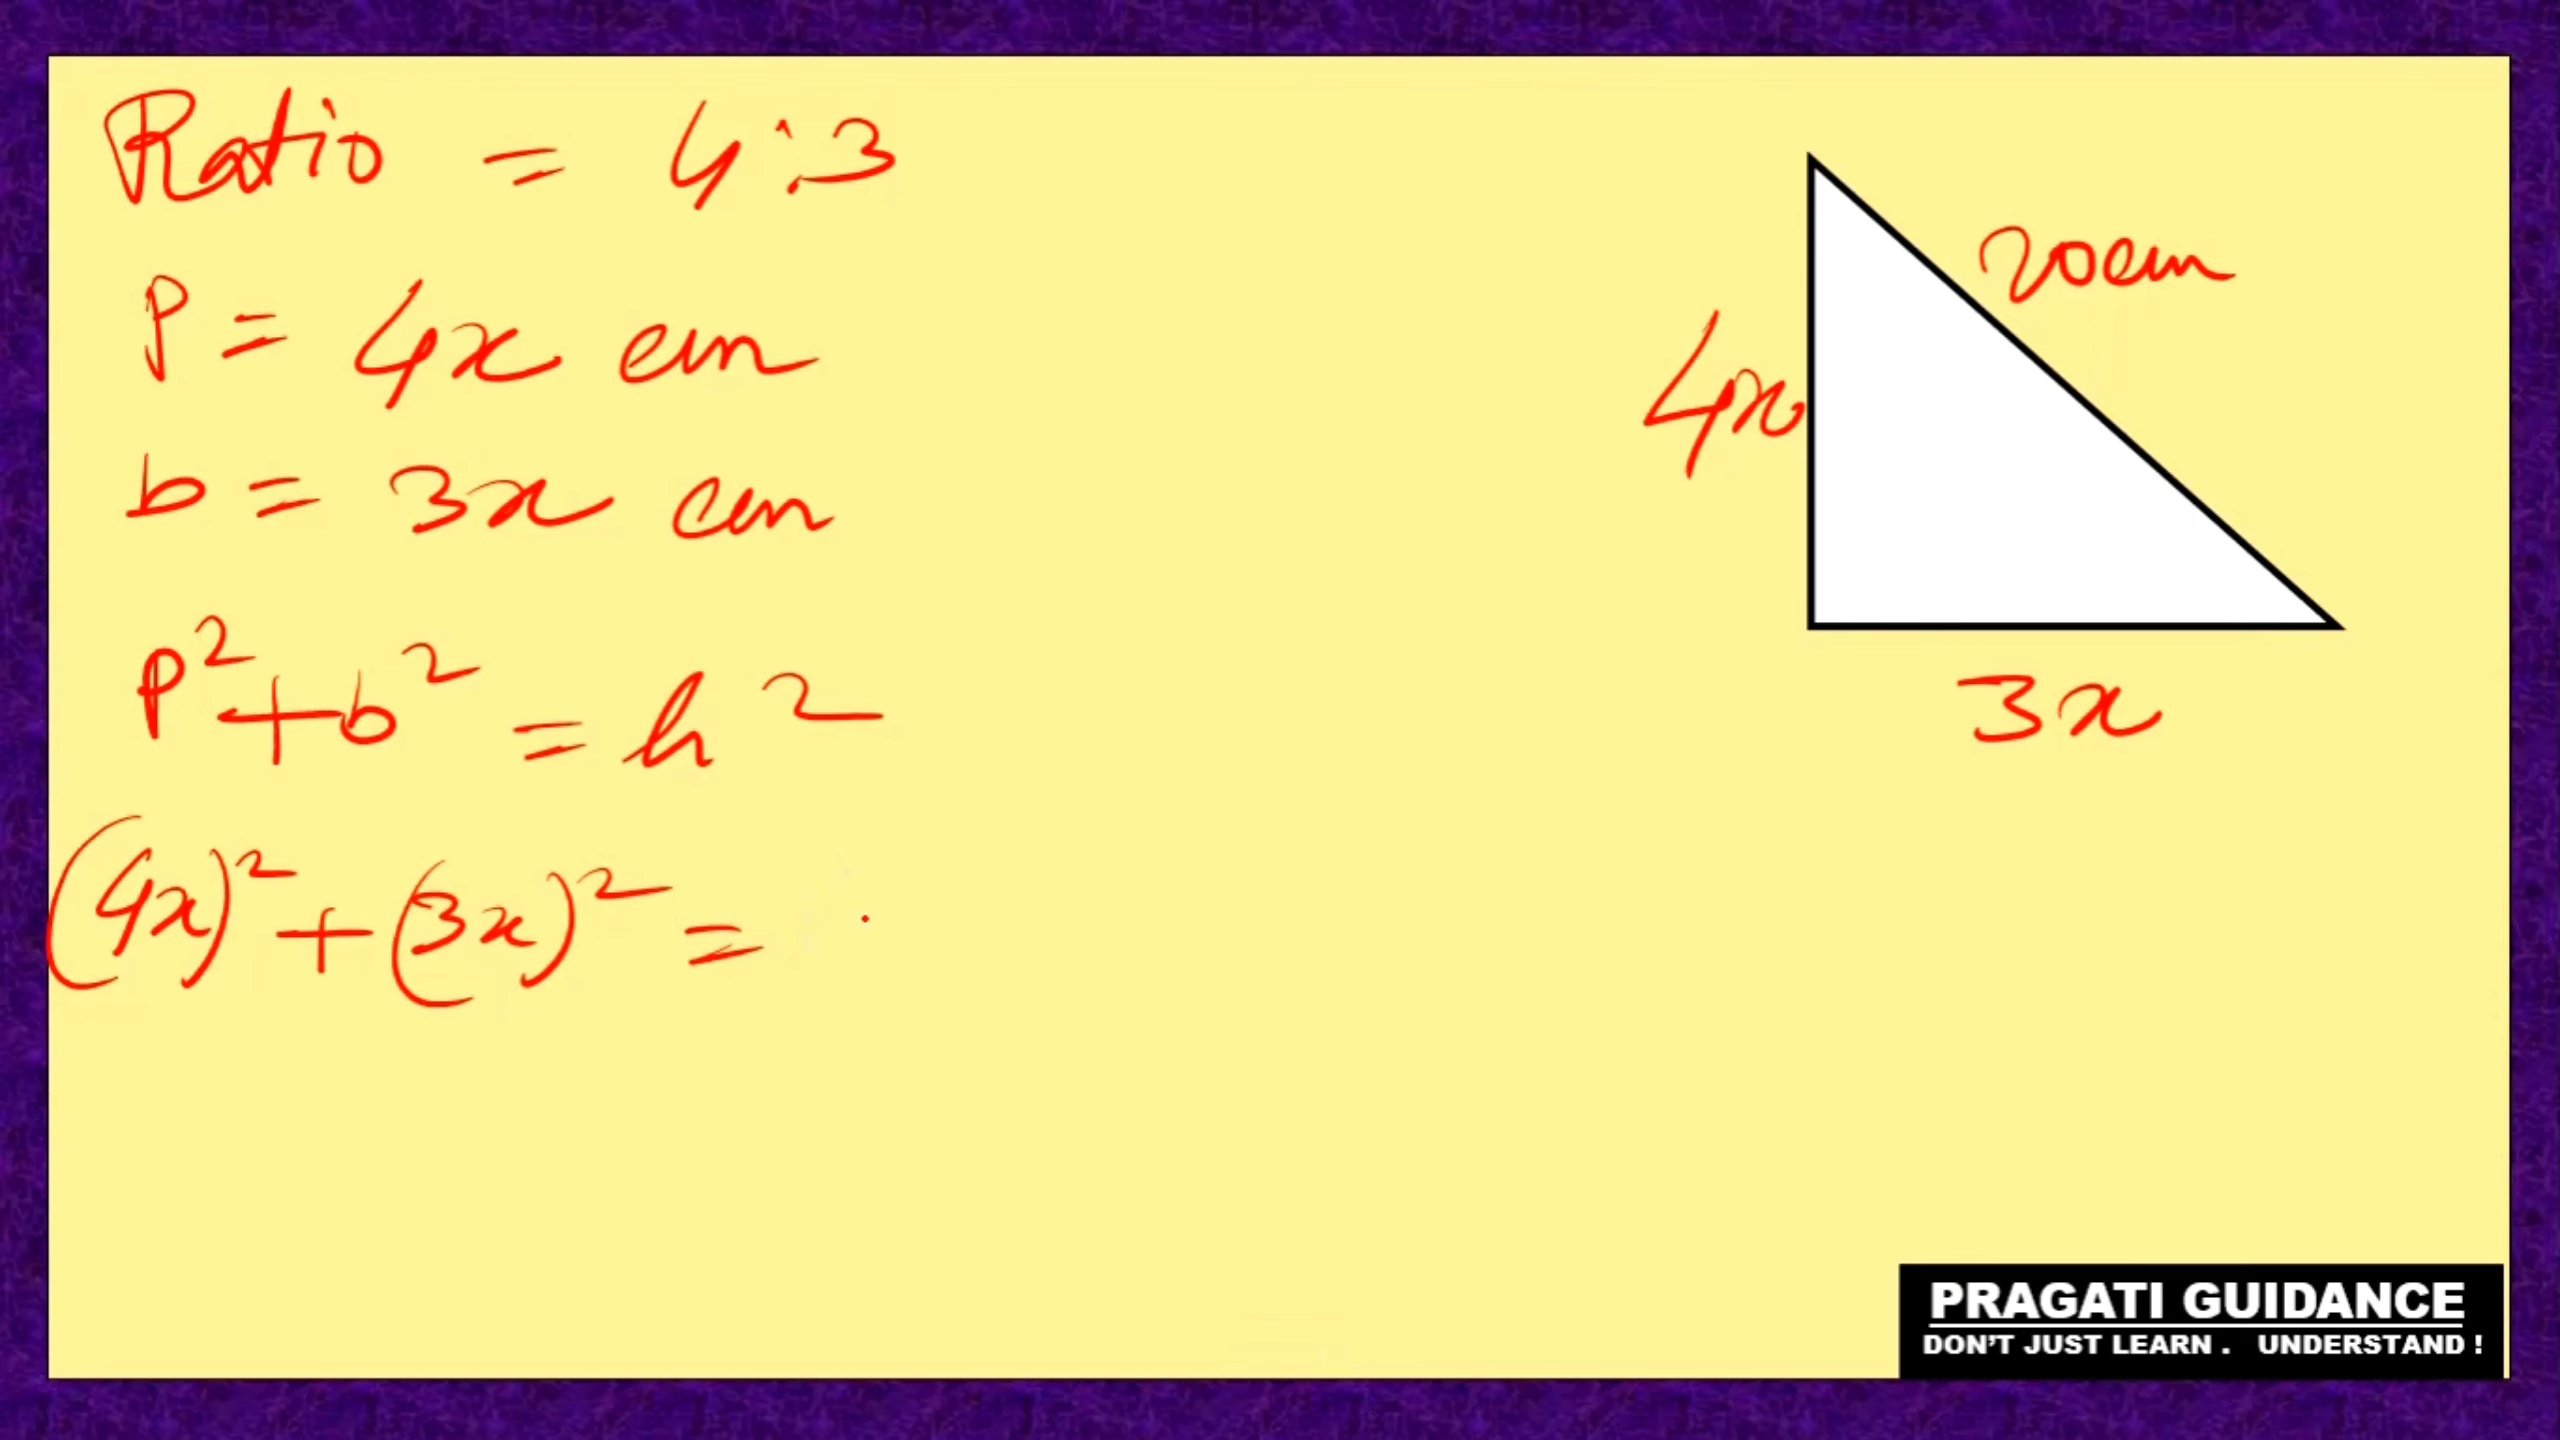 Ratio = 4:3
P = 4x cm
b = 3x cm
P²+b² = h²
(4x)²+(3x)² =
20cm
4x
3x
PRAGATI GUIDANCE
DON'T JUST LEARN . UNDERSTAND !